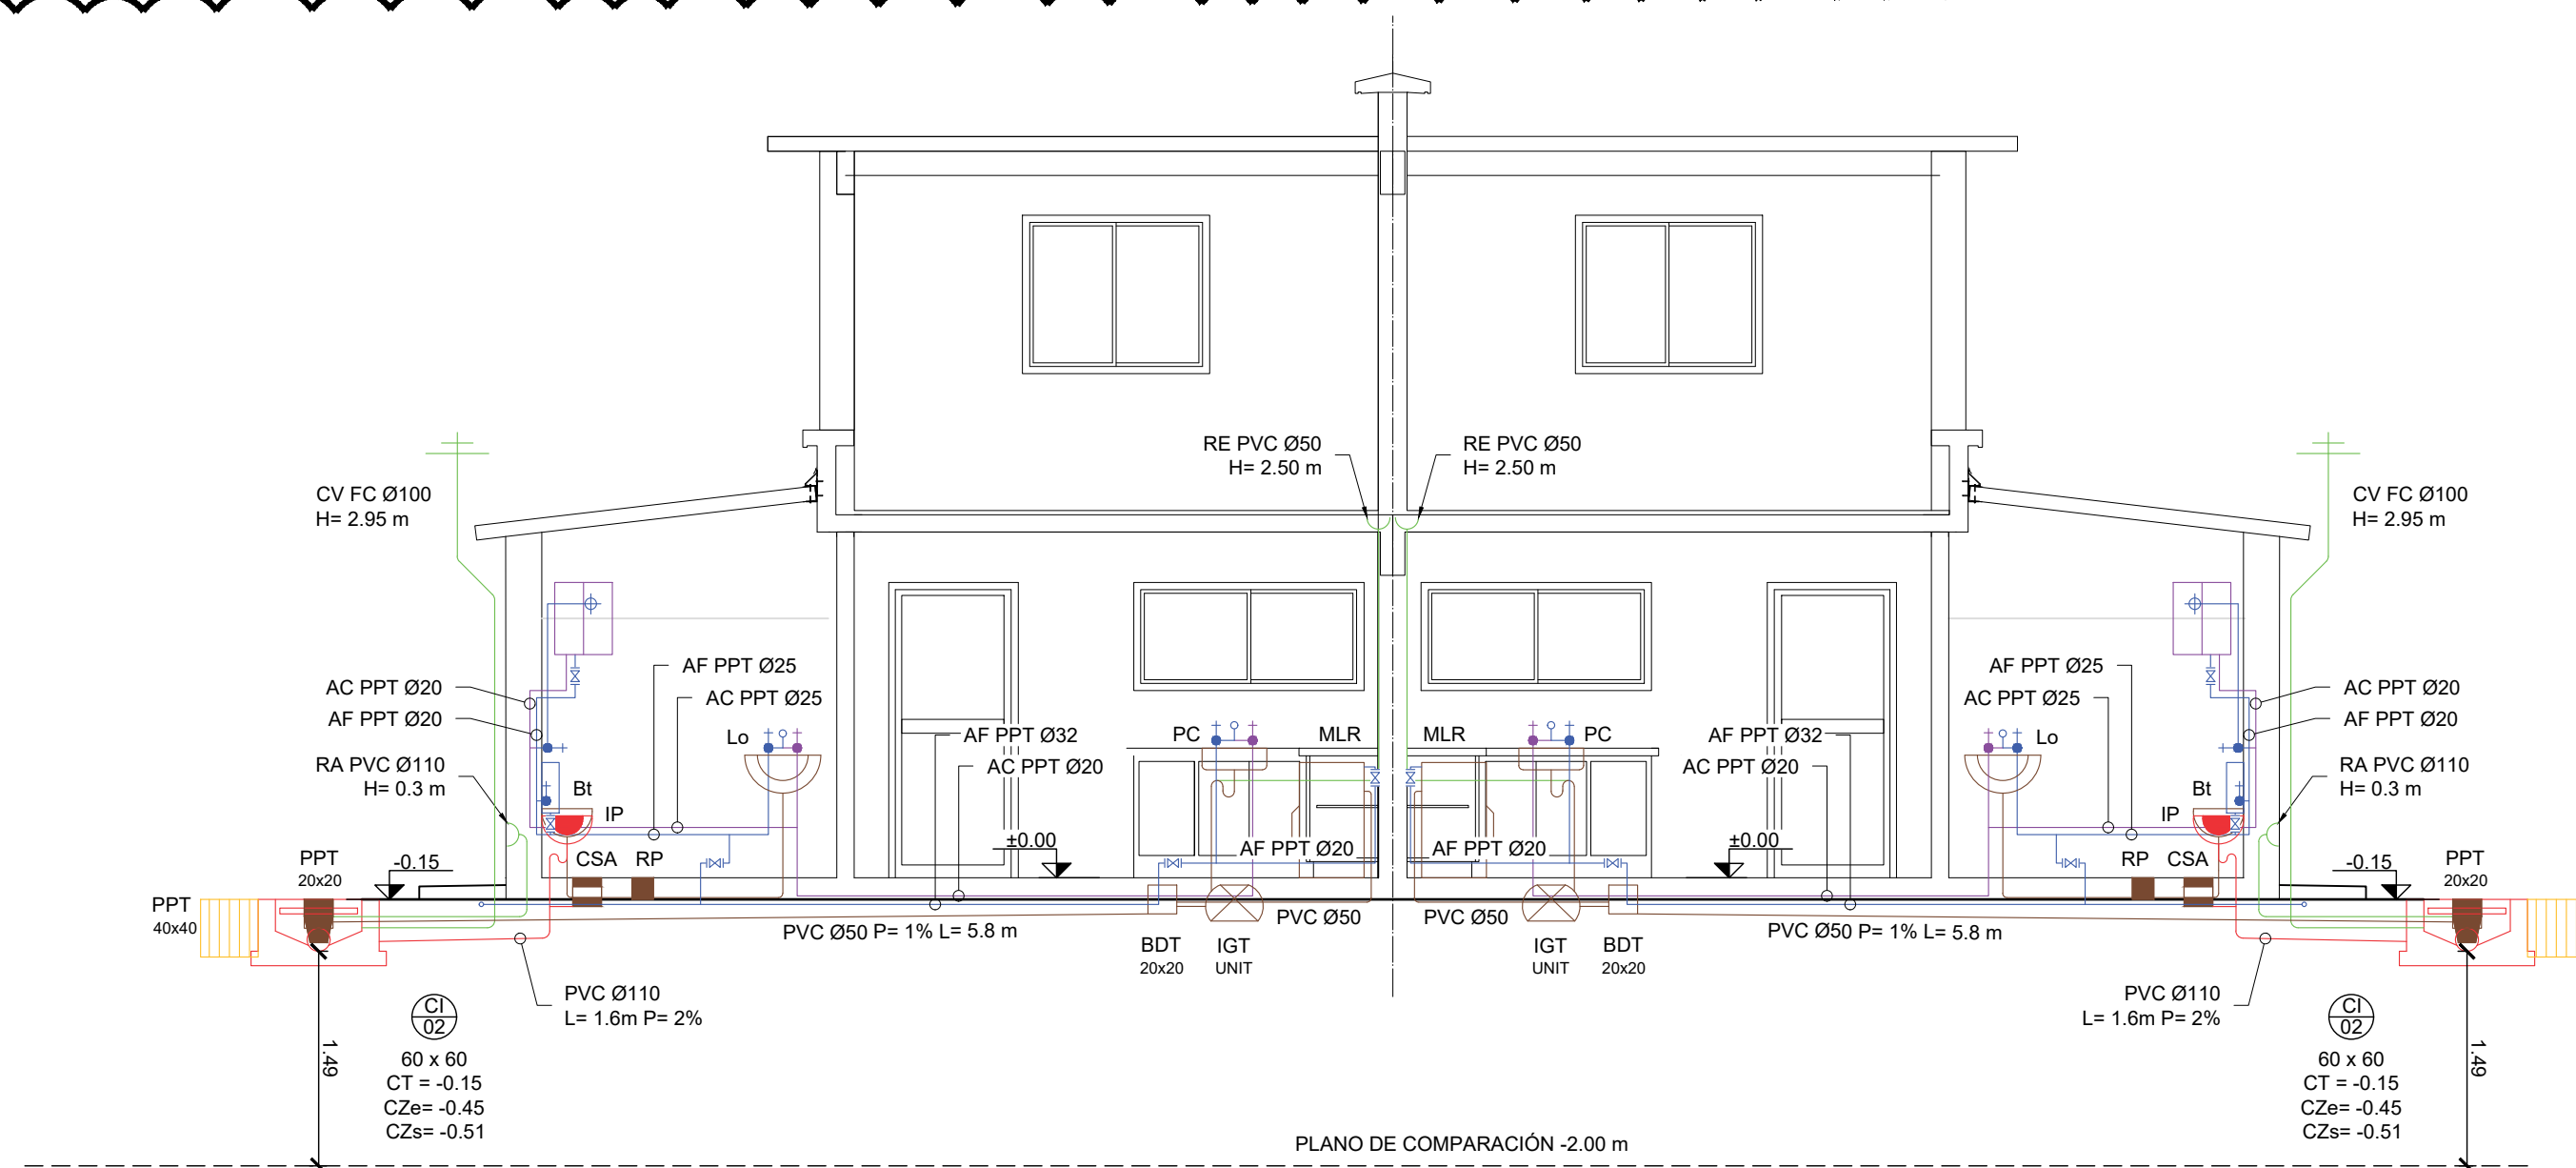 RE PVC Ø50
H= 2.50 m
RE PVC Ø50
H= 2.50 m
CV FC Ø100
H= 2.95 m
CV FC Ø100
H= 2.95 m
AC PPT Ø20
AF PPT Ø20
RA PVC Ø110
H= 0.3 m
AF PPT Ø25
AC PPT Ø25
Lo
Bt
IP
CSA
RP
AF PPT Ø32
AC PPT Ø20
±0.00
PC
MLR
AF PPT Ø20
MLR
PC
AF PPT Ø20
AF PPT Ø32
AC PPT Ø20
±0.00
AF PPT Ø25
AC PPT Ø25
Lo
Bt
IP
RP
CSA
AC PPT Ø20
AF PPT Ø20
RA PVC Ø110
H= 0.3 m
PPT
20x20
-0.15
PPT
40x40
-0.15
PPT
20x20
PVC Ø50 P= 1% L= 5.8 m
PVC Ø50
PVC Ø50
PVC Ø50 P= 1% L= 5.8 m
BDT
20x20
IGT
UNIT
IGT
UNIT
BDT
20x20
PVC Ø110
L= 1.6m P= 2%
PVC Ø110
L= 1.6m P= 2%
1.49
CI
02
60 x 60
CT = -0.15
CZe= -0.45
CZs= -0.51
CI
02
60 x 60
CT = -0.15
CZe= -0.45
CZs= -0.51
1.49
PLANO DE COMPARACIÓN -2.00 m